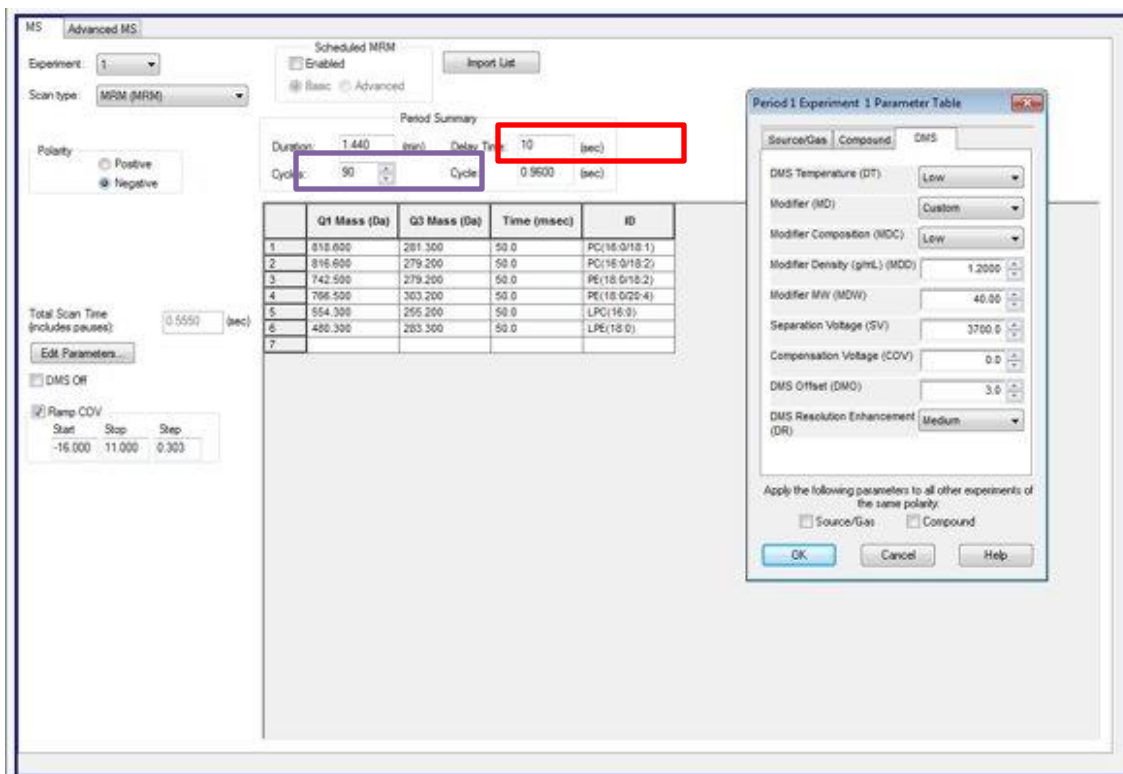 MS Advanced MS
Experiment: 1
Scan type: MRM (MRM)
Scheduled MRM
Enabled
Basic Advanced
Import List
Polarity
Positive
Negative
Period Summary
Duration: 1.440 (min) Delay Time: 10 (sec)
Cycles: 90 Cycle: 0.9600 (sec)
Q1 Mass (Da) Q3 Mass (Da) Time (msec) ID
1 818.600 281.300 50.0 PC(16:0/18:1)
2 816.600 279.200 50.0 PC(16:0/18:2)
3 742.500 279.200 50.0 PE(18:0/18:2)
4 766.500 303.200 50.0 PE(18:0/20:4)
5 554.300 255.200 50.0 LPC(16:0)
6 480.300 283.300 50.0 LPE(18:0)
7
Total Scan Time
(includes pauses): 0.5550 (sec)
Edit Parameters...
DMS Off
Ramp COV
Start Stop Step
-16.000 11.000 0.303
Period 1 Experiment 1 Parameter Table
Source/Gas Compound DMS
DMS Temperature (DT) Low
Modifier (MD) Custom
Modifier Composition (MDC) Low
Modifier Density (g/mL) (MDD) 1.2000
Modifier MW (MDW) 40.00
Separation Voltage (SV) 3700.0
Compensation Voltage (COV) 0.0
DMS Offset (DMO) 3.0
DMS Resolution Enhancement
(DR) Medium
Apply the following parameters to all other experiments of
the same polarity:
Source/Gas Compound
OK Cancel Help